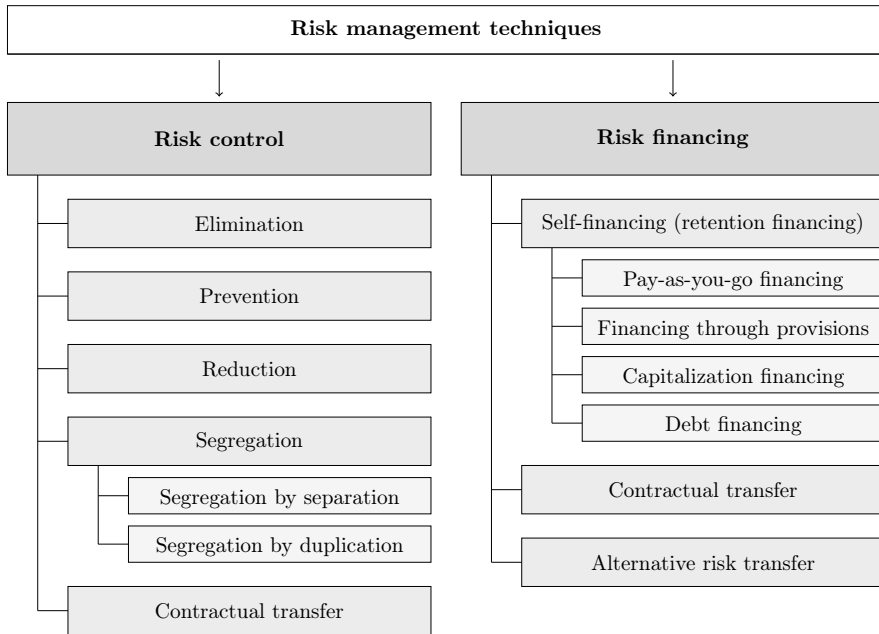 Risk management techniques
Risk control
Elimination
Prevention
Reduction
Segregation
Segregation by separation
Segregation by duplication
Contractual transfer
Risk financing
Self-financing (retention financing)
Pay-as-you-go financing
Financing through provisions
Capitalization financing
Debt financing
Contractual transfer
Alternative risk transfer